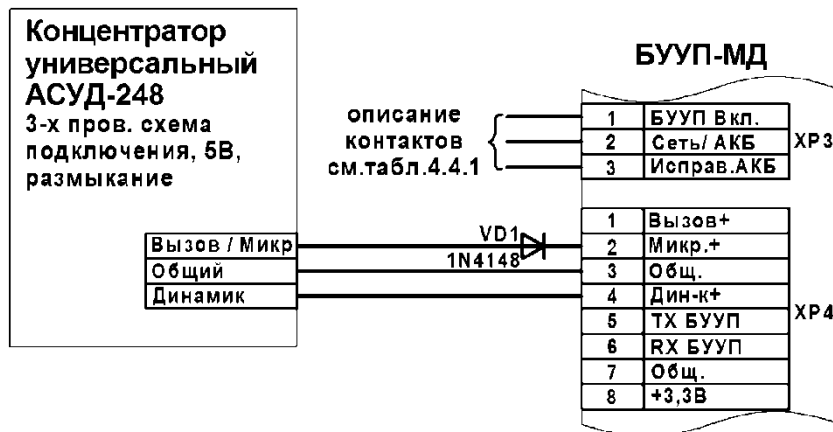 Концентратор
универсальный
АСУД-248
3-х пров. схема
подключения, 5В,
размыкание
Вызов / Микр
Общий
Динамик
описание
контактов
см.табл.4.4.1
VD1
1N4148
БУУП-МД
1 БУУП Вкл.
2 Сеть/ АКБ
3 Исправ.АКБ
XP3
1 Вызов+
2 Микр.+
3 Общ.
4 Дин-к+
5 TX БУУП
6 RX БУУП
7 Общ.
8 +3,3В
XP4